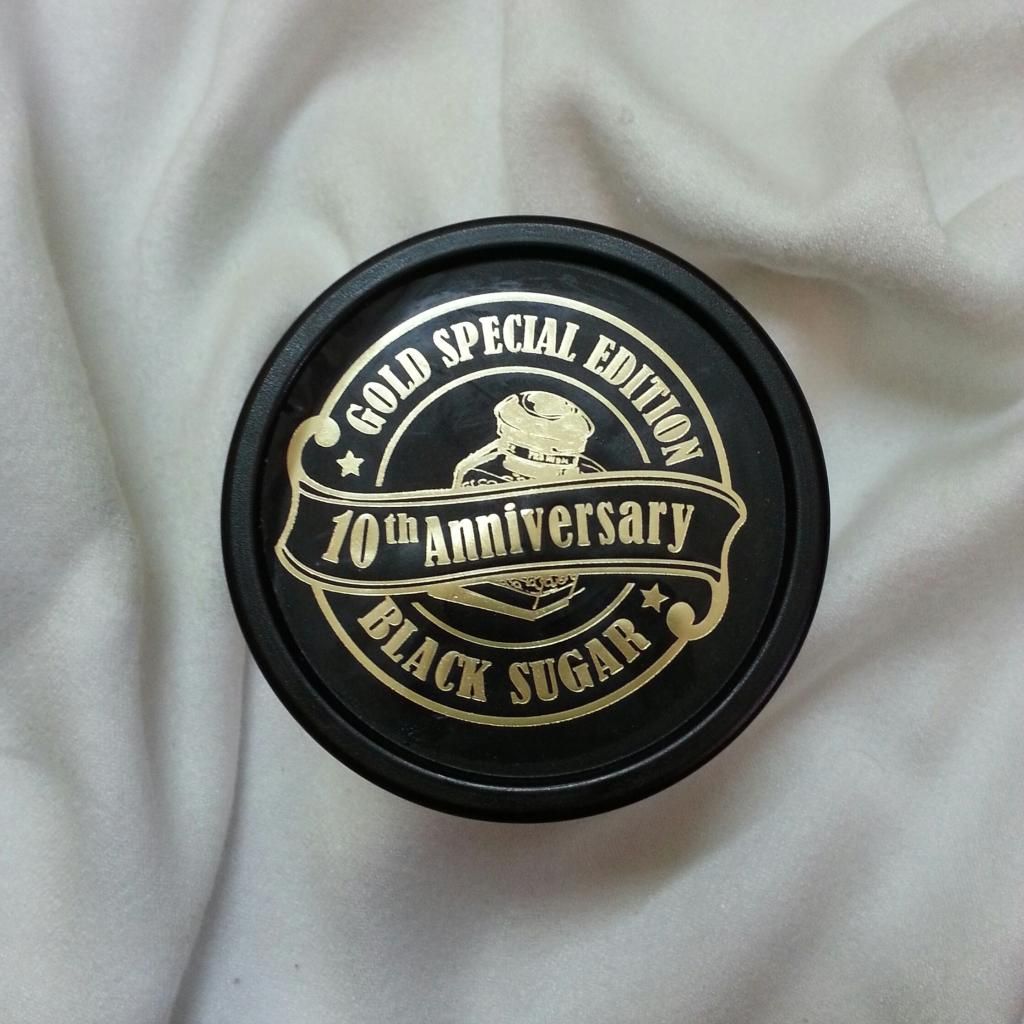 GOLD SPECIAL EDITION
10th Anniversary
BLACK SUGAR